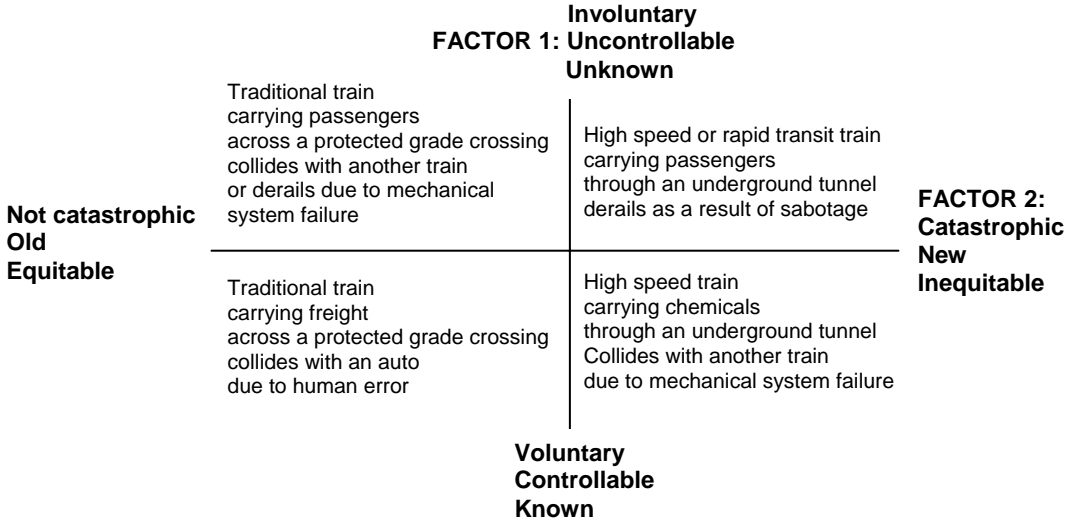 Involuntary
FACTOR 1: Uncontrollable
Unknown
Traditional train
carrying passengers
across a protected grade crossing
collides with another train
or derails due to mechanical
system failure
High speed or rapid transit train
carrying passengers
through an underground tunnel
derails as a result of sabotage
Not catastrophic
Old
Equitable
FACTOR 2:
Catastrophic
New
Inequitable
Traditional train
carrying freight
across a protected grade crossing
collides with an auto
due to human error
High speed train
carrying chemicals
through an underground tunnel
Collides with another train
due to mechanical system failure
Voluntary
Controllable
Known